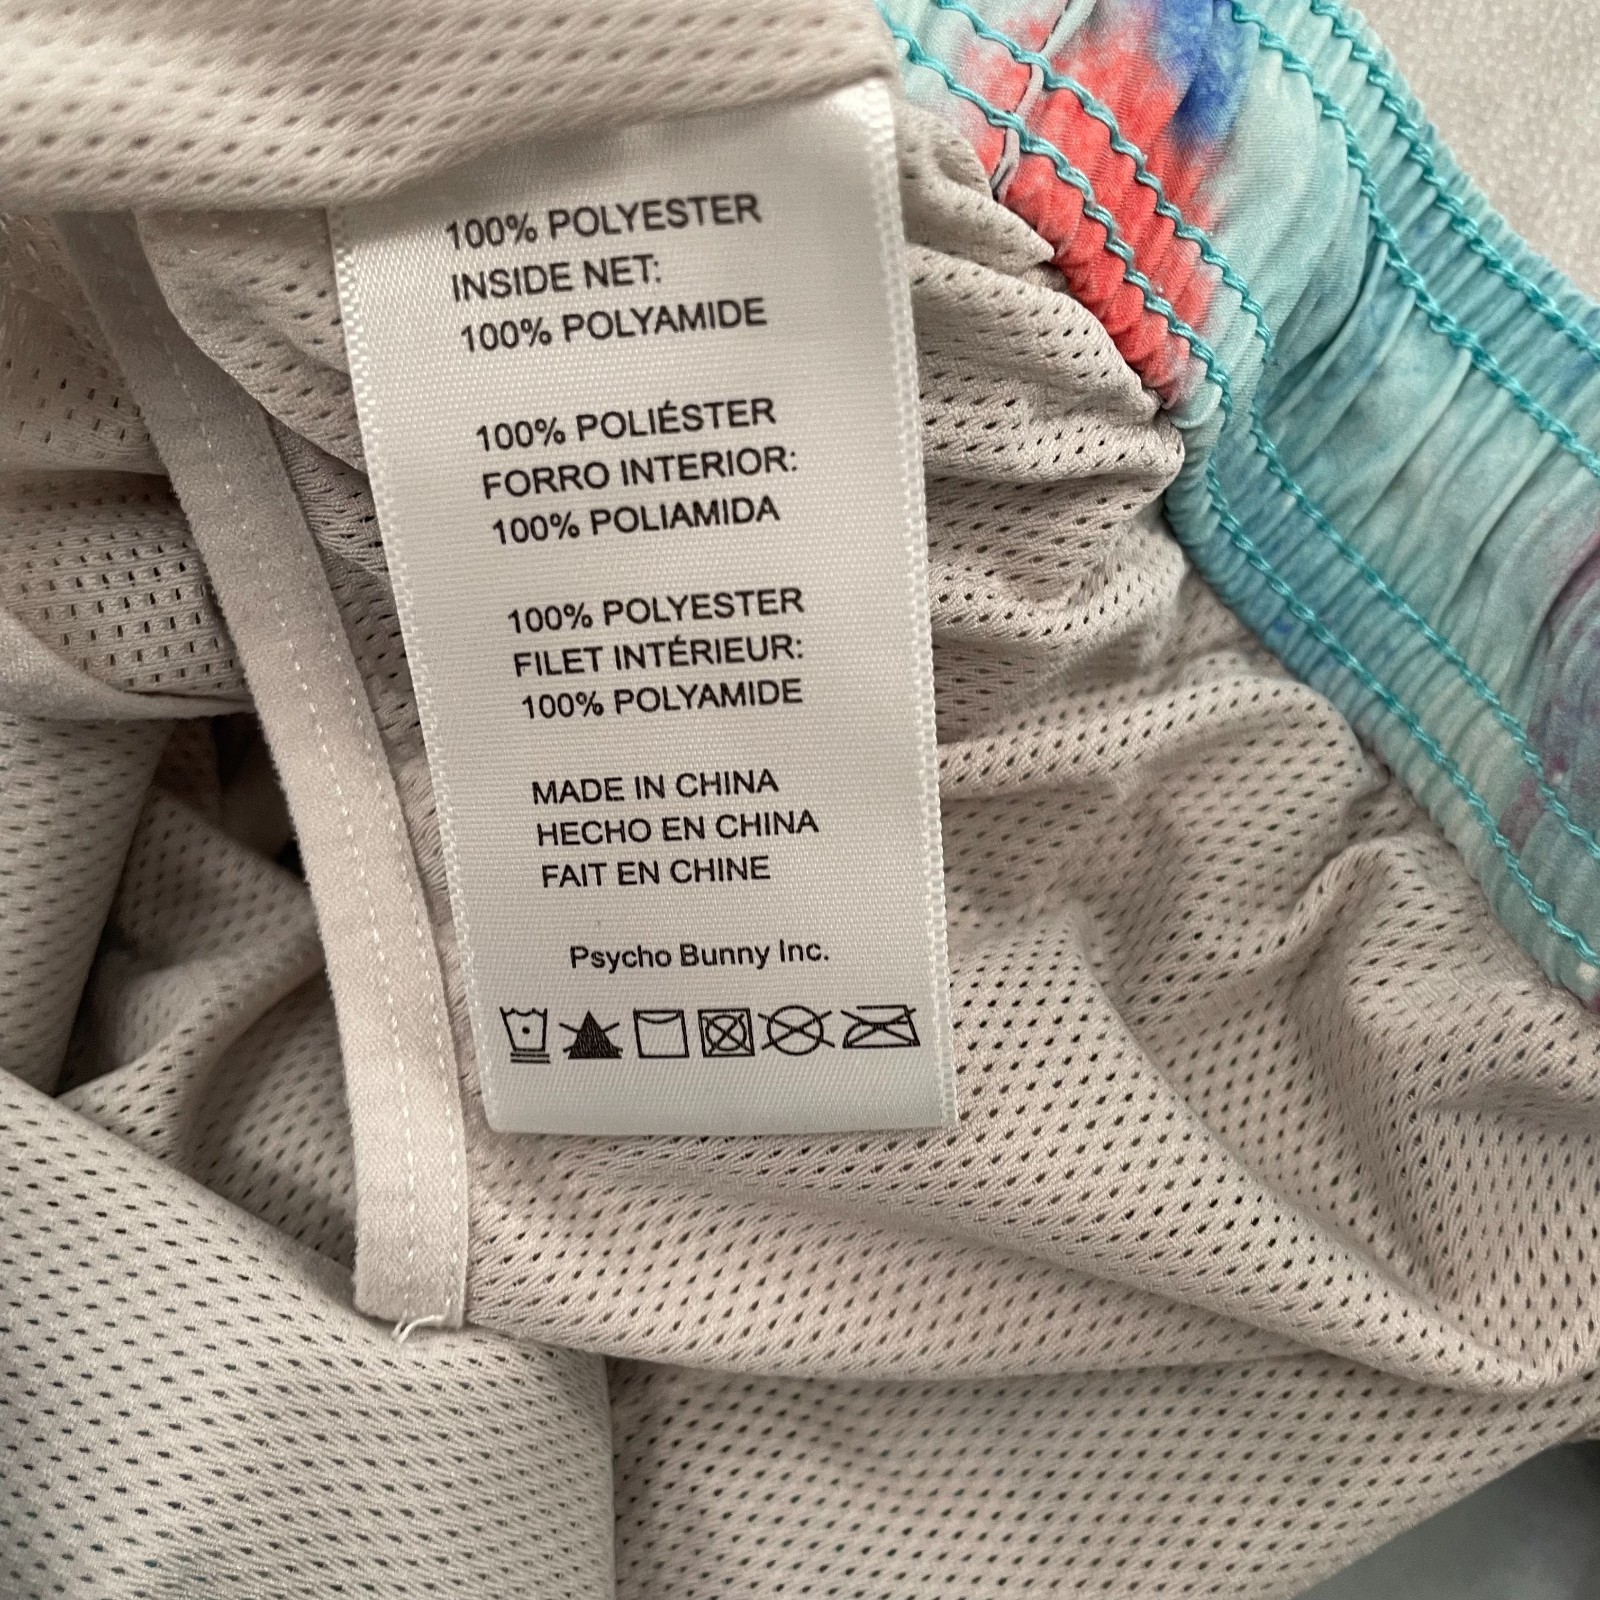 100% POLYESTER
INSIDE NET:
100% POLYAMIDE
100% POLIÉSTER
FORRO INTERIOR:
100% POLIAMIDA
100% POLYESTER
FILET INTÉRIEUR:
100% POLYAMIDE
MADE IN CHINA
HECHO EN CHINA
FAIT EN CHINE
Psycho Bunny Inc.